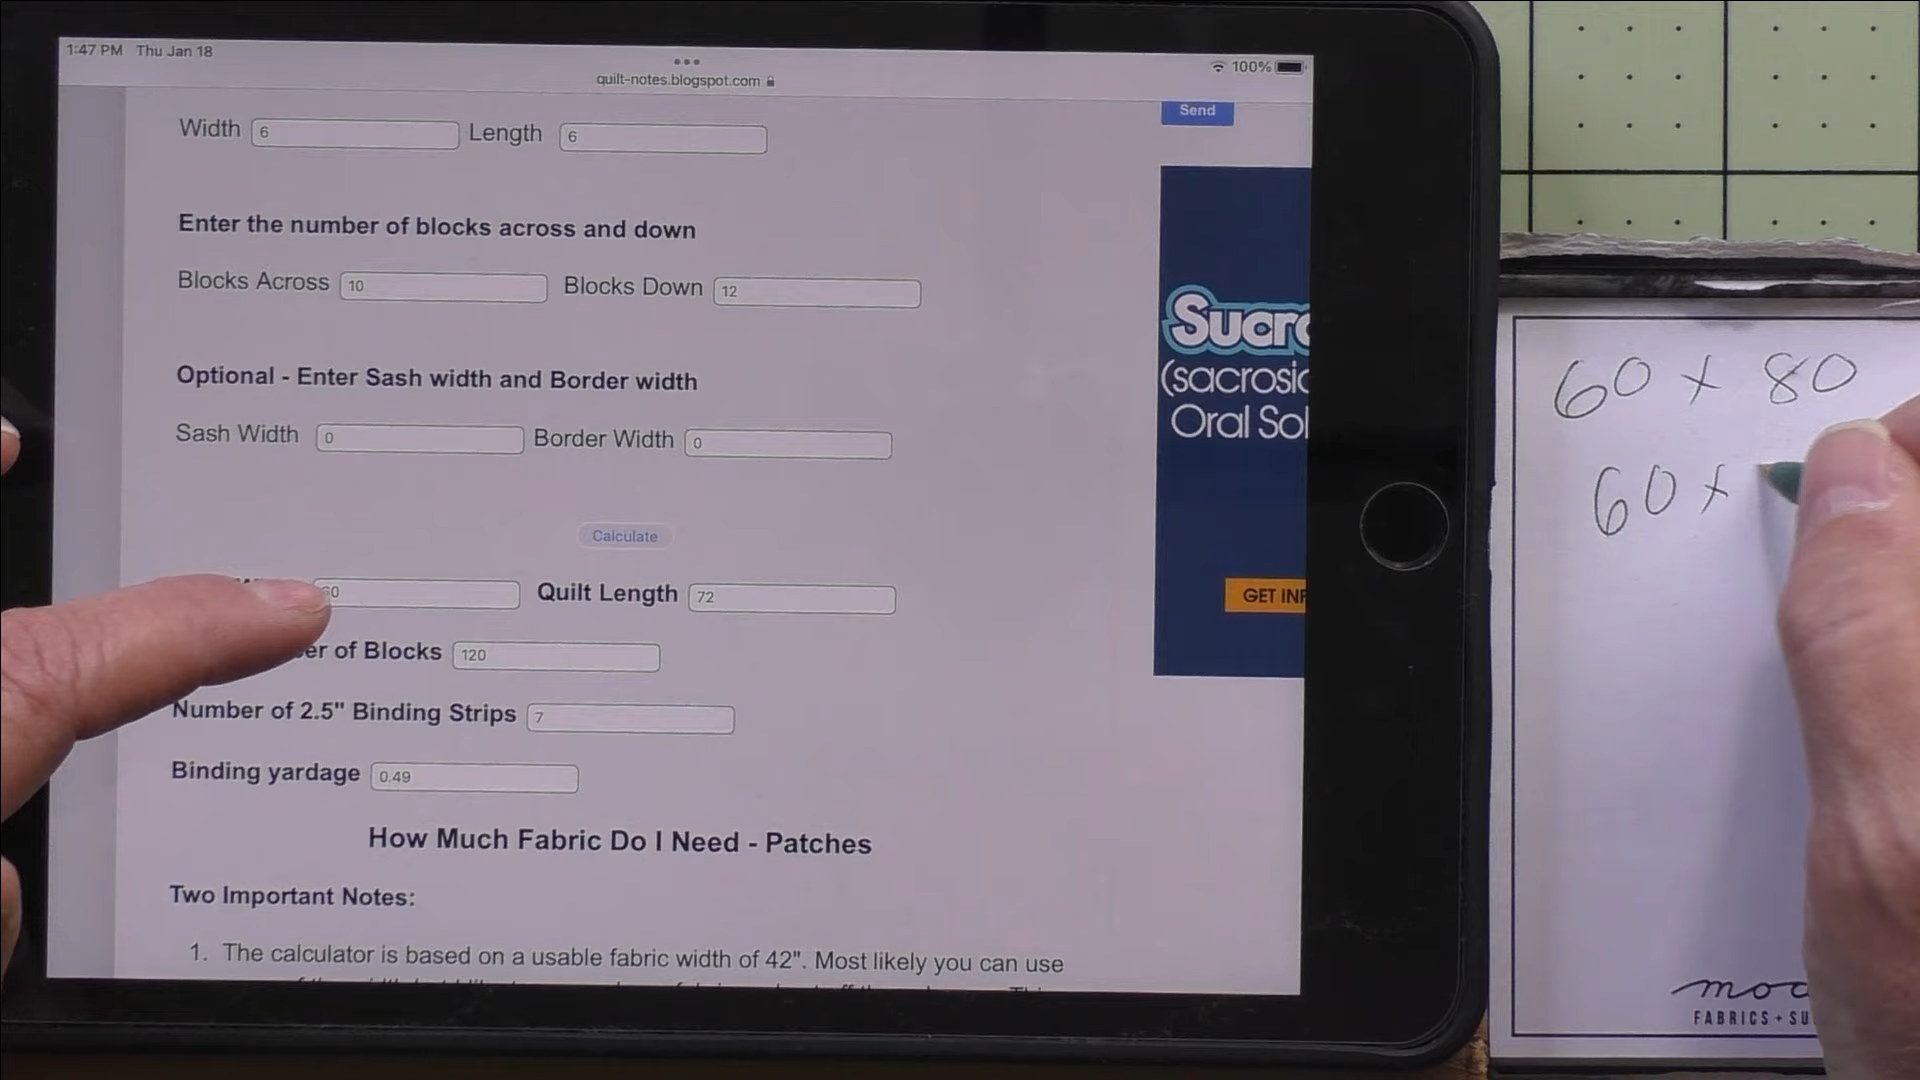 1:47 PM Thu Jan 18
quilt-notes.blogspot.com
100%
Send
Width 6 Length 6
Enter the number of blocks across and down
Blocks Across 10 Blocks Down 12
Optional - Enter Sash width and Border width
Sash Width 0 Border Width 0
Calculate
60 Quilt Length 72
er of Blocks 120
Number of 2.5" Binding Strips 7
Binding yardage 0.49
How Much Fabric Do I Need - Patches
Two Important Notes:
1. The calculator is based on a usable fabric width of 42". Most likely you can use
Sucr
(sacrosi
Oral Sol
GET INF
60 x 80
60 x
mod
FABRICS + SU